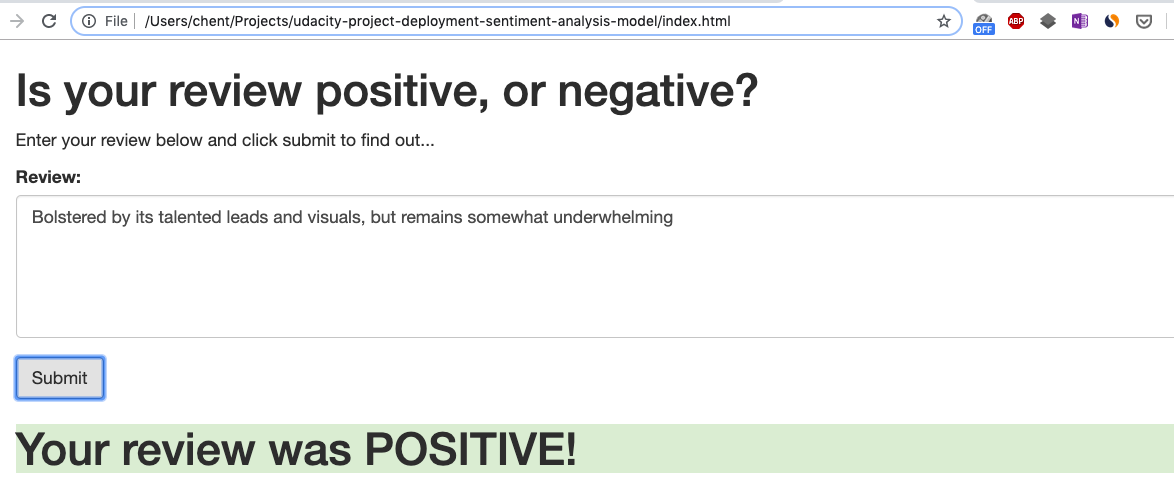 File /Users/chent/Projects/udacity-project-deployment-sentiment-analysis-model/index.html
OFF ABP N
Is your review positive, or negative?
Enter your review below and click submit to find out...
Review:
Bolstered by its talented leads and visuals, but remains somewhat underwhelming
Submit
Your review was POSITIVE!